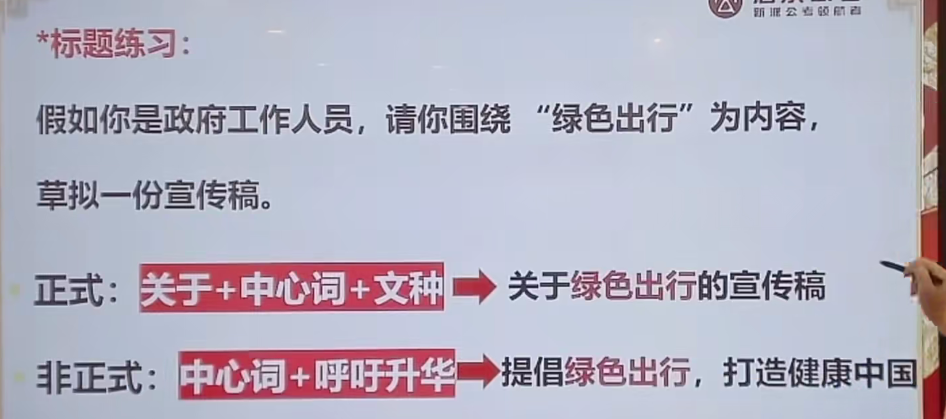 新湃公考领航者
*标题练习：
假如你是政府工作人员，请你围绕 “绿色出行”为内容，
草拟一份宣传稿。
正式：关于+中心词+文种 关于绿色出行的宣传稿
非正式：中心词+呼吁升华 提倡绿色出行，打造健康中国